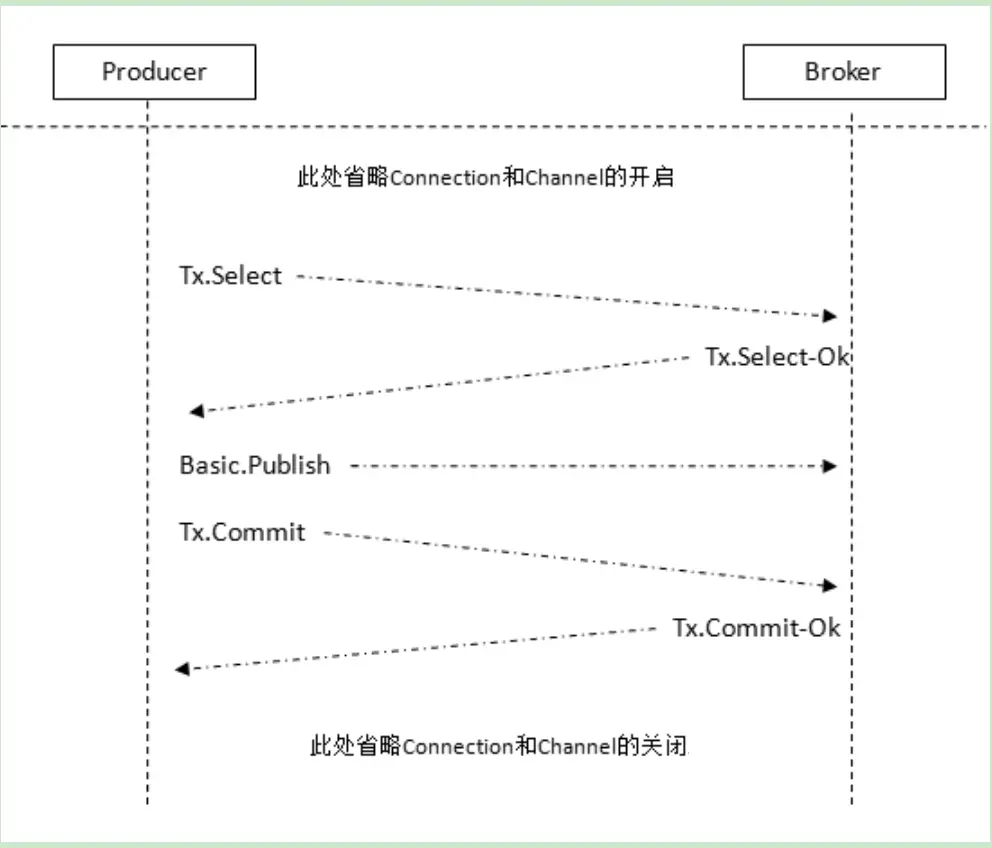 Producer
Broker
此处省略Connection和Channel的开启
Tx.Select
Tx.Select-Ok
Basic.Publish
Tx.Commit
Tx.Commit-Ok
此处省略Connection和Channel的关闭